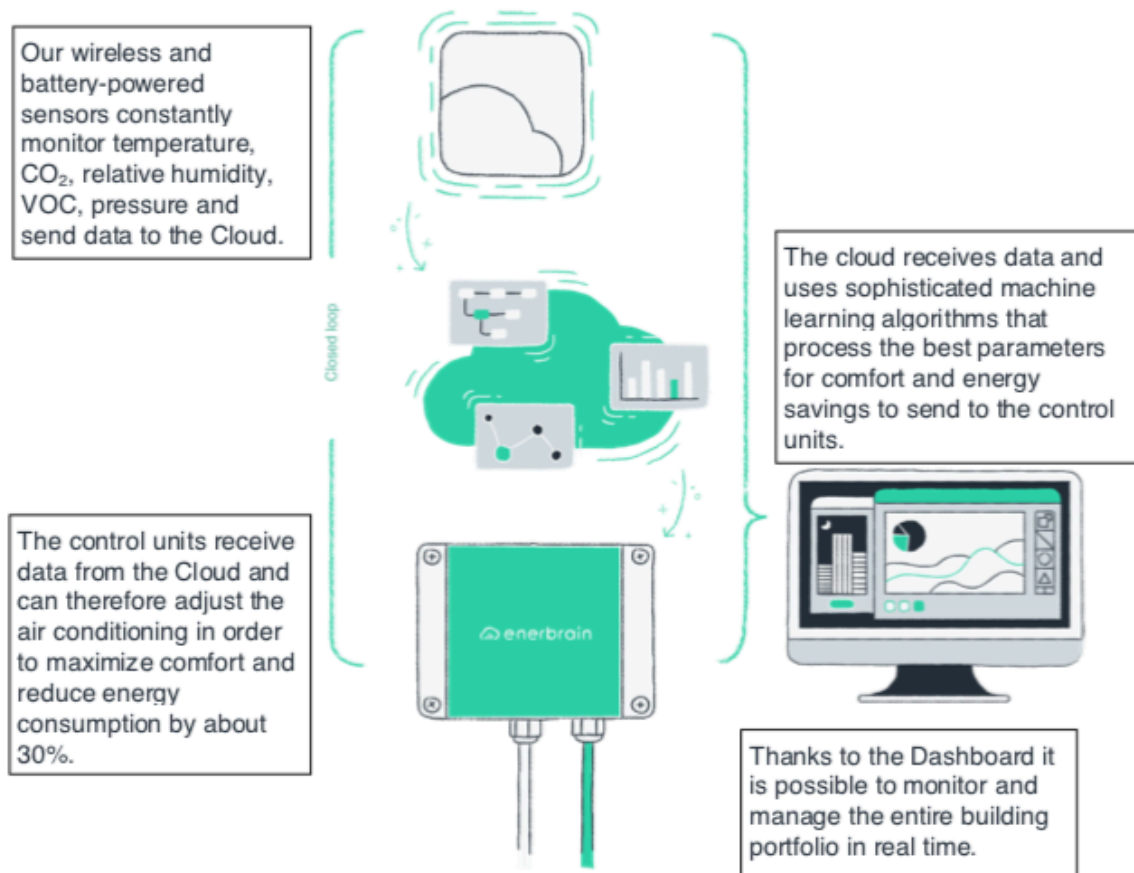 Our wireless and
battery-powered
sensors constantly
monitor temperature,
CO₂, relative humidity,
VOC, pressure and
send data to the Cloud.
Closed loop
The cloud receives data and
uses sophisticated machine
learning algorithms that
process the best parameters
for comfort and energy
savings to send to the control
units.
The control units receive
data from the Cloud and
can therefore adjust the
air conditioning in order
to maximize comfort and
reduce energy
consumption by about
30%.
enerbrain
Thanks to the Dashboard it
is possible to monitor and
manage the entire building
portfolio in real time.